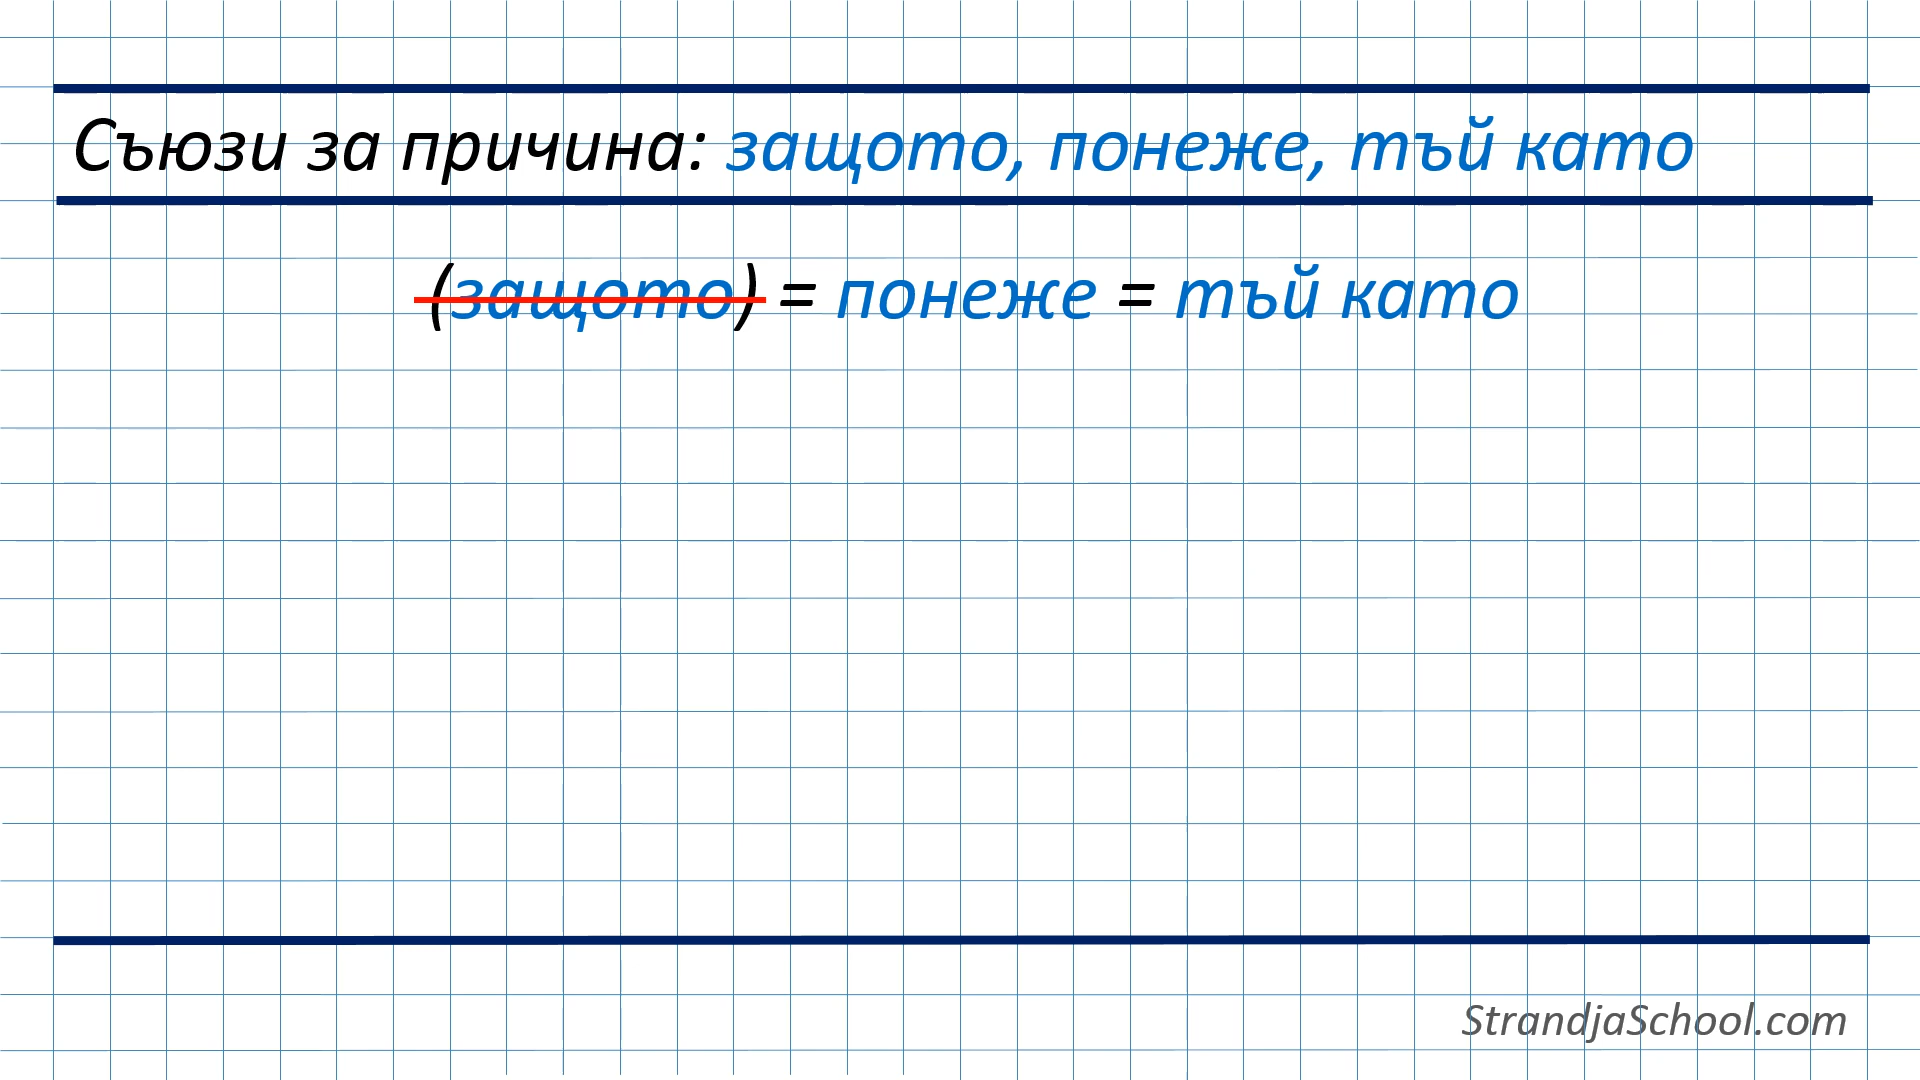 Съюзи за причина: защото, понеже, тъй като
(защото) = понеже = тъй като
StrandjaSchool.com